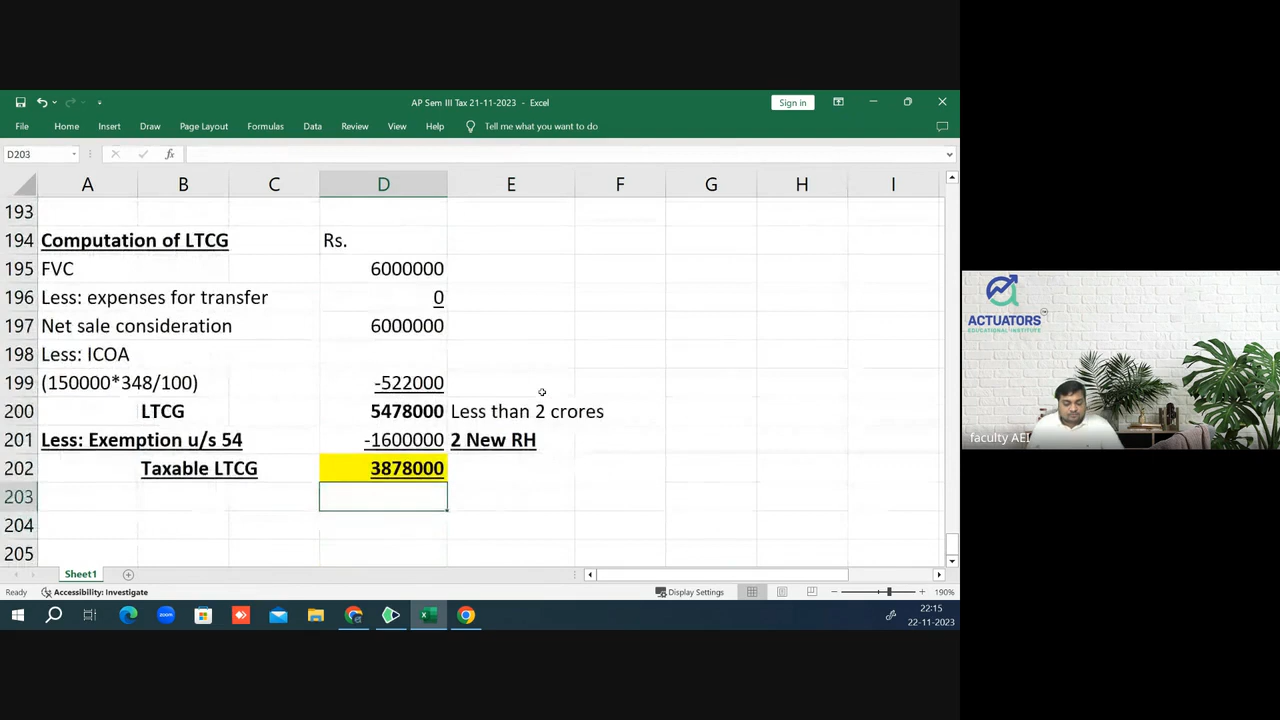 AP Sem III Tax 21-11-2023 - Excel
Sign in
File Home Insert Draw Page Layout Formulas Data Review View Help Tell me what you want to do
D203 fx
A B C D E F G H I
193
194 Computation of LTCG Rs.
195 FVC 6000000
196 Less: expenses for transfer 0
197 Net sale consideration 6000000
198 Less: ICOA
199 (150000*348/100) -522000
200 LTCG 5478000 Less than 2 crores
201 Less: Exemption u/s 54 -1600000 2 New RH
202 Taxable LTCG 3878000
203
204
205
ACTUATORS
EDUCATIONAL INSTITUTE
faculty AEI
Sheet1
Ready Accessibility: Investigate Display Settings 190%
zoom
22:15
22-11-2023